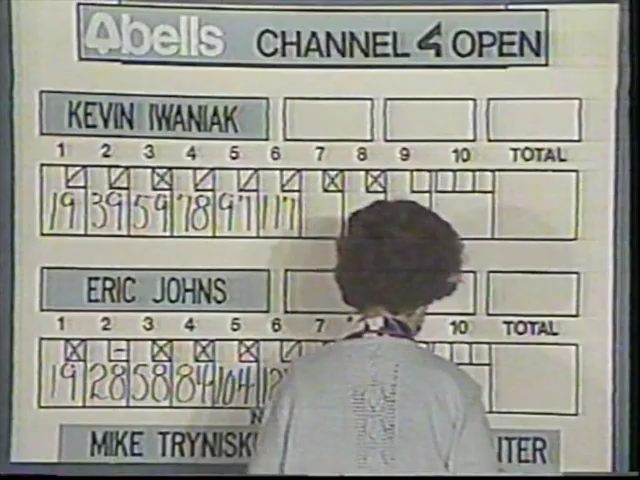 4bells CHANNEL 4 OPEN
KEVIN IWANIAK
1 2 3 4 5 6 7 8 9 10 TOTAL
19 39 59 78 97 117
ERIC JOHNS
1 2 3 4 5 6 7 10 TOTAL
19 28 58 84 104
MIKE TRYNISK